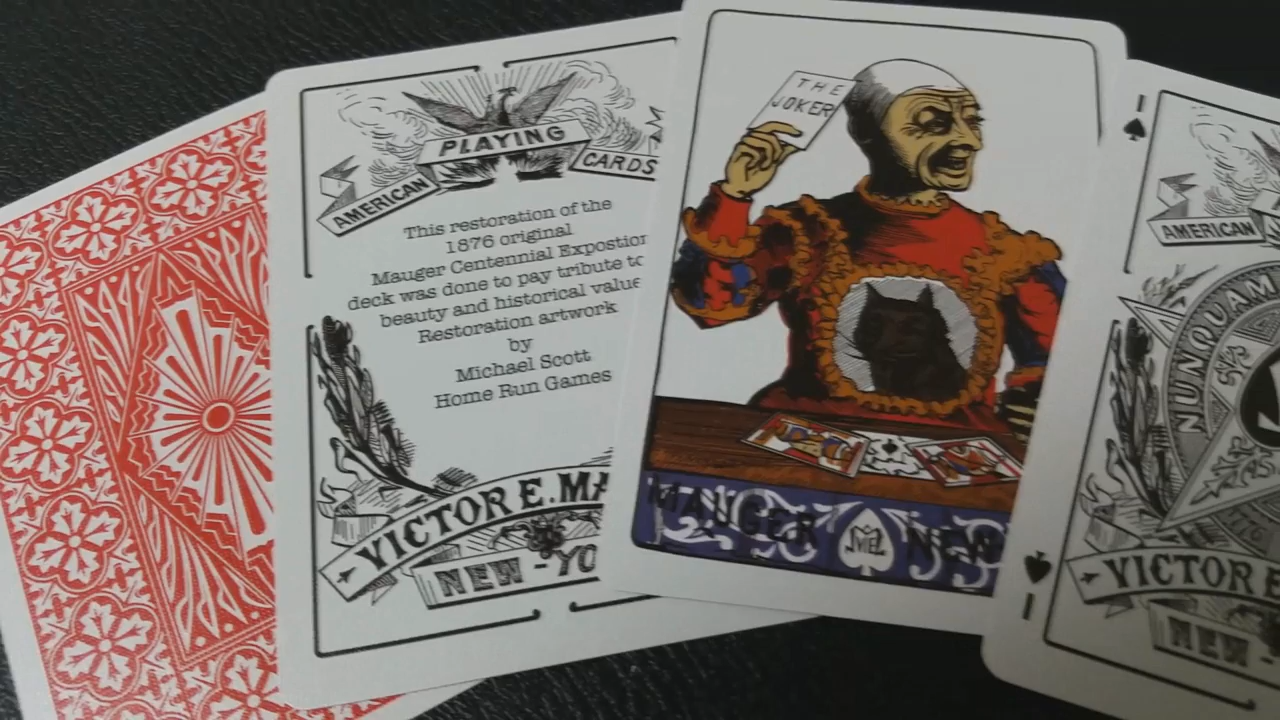 AMERICAN PLAYING CARDS
This restoration of the
1876 original
Mauger Centennial Expostion
deck was done to pay tribute to
beauty and historical value
Restoration artwork
by
Michael Scott
Home Run Games
VICTOR E. MA
NEW-YO
THE
JOKER
MAUGER NEW
1
AMERICAN
NUNQUAM
VICTOR E
NEW-
1